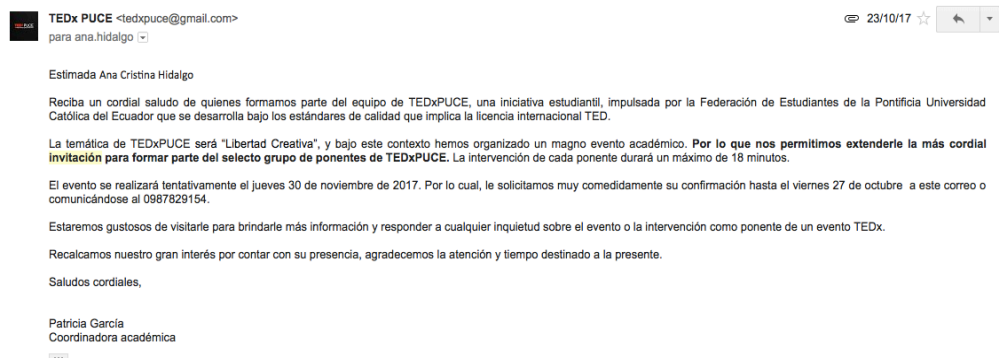 TEDx PUCE <tedxpuce@gmail.com>
23/10/17
para ana.hidalgo
Estimada Ana Cristina Hidalgo
Reciba un cordial saludo de quienes formamos parte del equipo de TEDxPUCE, una iniciativa estudiantil, impulsada por la Federación de Estudiantes de la Pontificia Universidad
Católica del Ecuador que se desarrolla bajo los estándares de calidad que implica la licencia internacional TED.
La temática de TEDxPUCE será "Libertad Creativa", y bajo este contexto hemos organizado un magno evento académico. Por lo que nos permitimos extenderle la más cordial
invitación para formar parte del selecto grupo de ponentes de TEDxPUCE. La intervención de cada ponente durará un máximo de 18 minutos.
El evento se realizará tentativamente el jueves 30 de noviembre de 2017. Por lo cual, le solicitamos muy comedidamente su confirmación hasta el viernes 27 de octubre a este correo o
comunicándose al 0987829154.
Estaremos gustosos de visitarle para brindarle más información y responder a cualquier inquietud sobre el evento o la intervención como ponente de un evento TEDx.
Recalcamos nuestro gran interés por contar con su presencia, agradecemos la atención y tiempo destinado a la presente.
Saludos cordiales,
Patricia García
Coordinadora académica